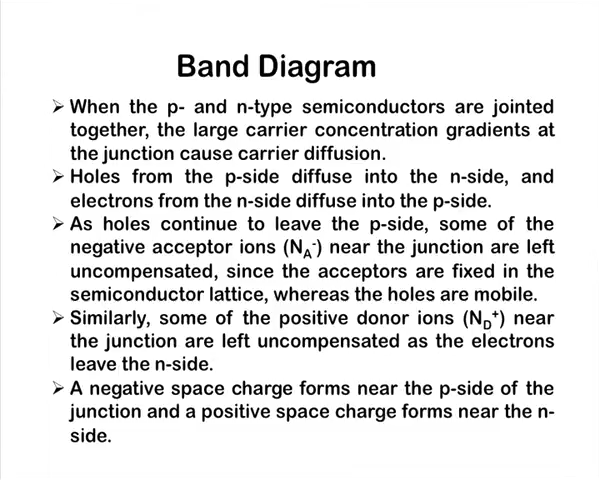 Band Diagram
➢ When the p- and n-type semiconductors are jointed
together, the large carrier concentration gradients at
the junction cause carrier diffusion.
➢ Holes from the p-side diffuse into the n-side, and
electrons from the n-side diffuse into the p-side.
➢ As holes continue to leave the p-side, some of the
negative acceptor ions (N_A^-) near the junction are left
uncompensated, since the acceptors are fixed in the
semiconductor lattice, whereas the holes are mobile.
➢ Similarly, some of the positive donor ions (N_D^+) near
the junction are left uncompensated as the electrons
leave the n-side.
➢ A negative space charge forms near the p-side of the
junction and a positive space charge forms near the n-
side.